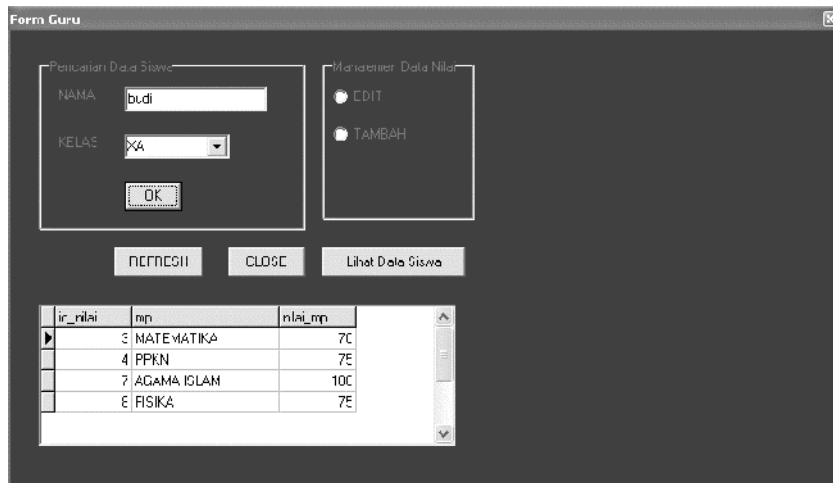 Form Guru
Pencarian Data Siswa
NAMA
budi
KELAS
XA
OK
Manajemen Data Nilai
EDIT
TAMBAH
REFRESH
CLOSE
Lihat Data Siswa
id_nilai mp nilai_mp
3 MATEMATIKA 70
4 PPKN 75
7 AGAMA ISLAM 100
8 FISIKA 75